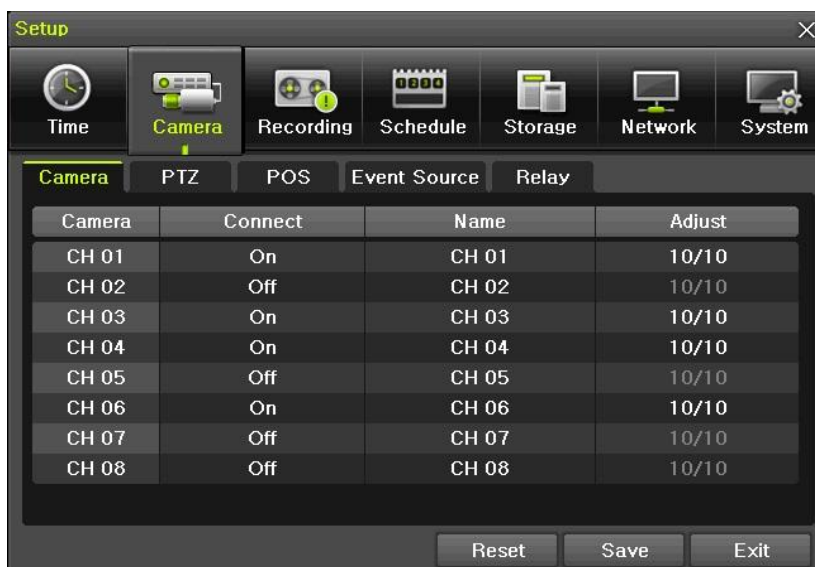 Setup
Time Camera Recording Schedule Storage Network System
Camera PTZ POS Event Source Relay
Camera Connect Name Adjust
CH 01 On CH 01 10/10
CH 02 Off CH 02 10/10
CH 03 On CH 03 10/10
CH 04 On CH 04 10/10
CH 05 Off CH 05 10/10
CH 06 On CH 06 10/10
CH 07 Off CH 07 10/10
CH 08 Off CH 08 10/10
Reset Save Exit